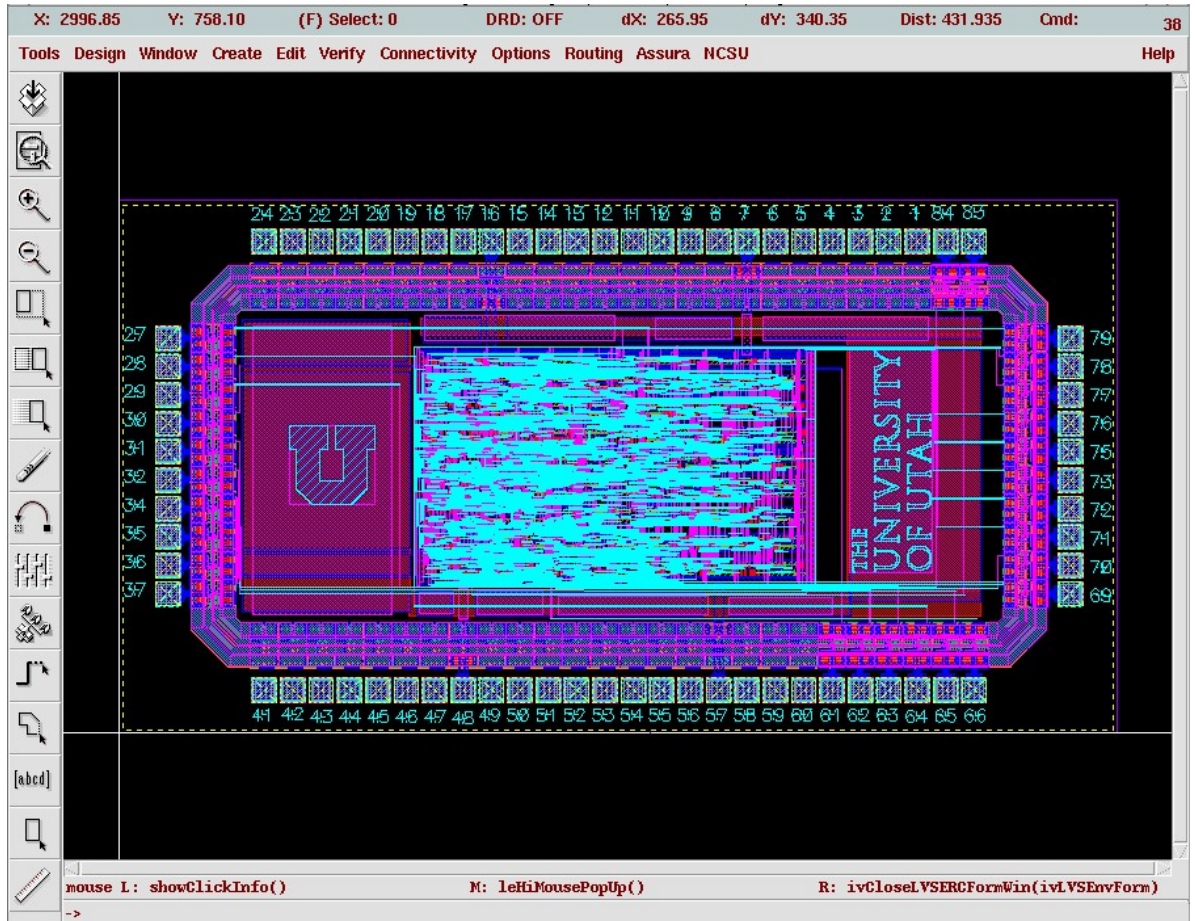 X: 2996.85 Y: 758.10 (F) Select: 0 DRD: OFF dX: 265.95 dY: 340.35 Dist: 431.935 Cmd: 38
Tools Design Window Create Edit Verify Connectivity Options Routing Assura NCSU Help
24 23 22 21 20 19 18 17 16 15 14 13 12 11 10 9 8 7 6 5 4 3 2 1 84 83
27 79
28 78
29 77
30 76
31 75
32 73
34 72
35 71
36 70
37 69
U
THE
UNIVERSITY
OF UTAH
41 42 43 44 45 46 47 48 49 50 51 52 53 54 55 56 57 58 59 60 61 62 63 64 65 66
[abcd]
mouse L: showClickInfo() M: leHiMousePopUp() R: ivCloseLVSERCFormWin(ivLVSEnvForm)
->